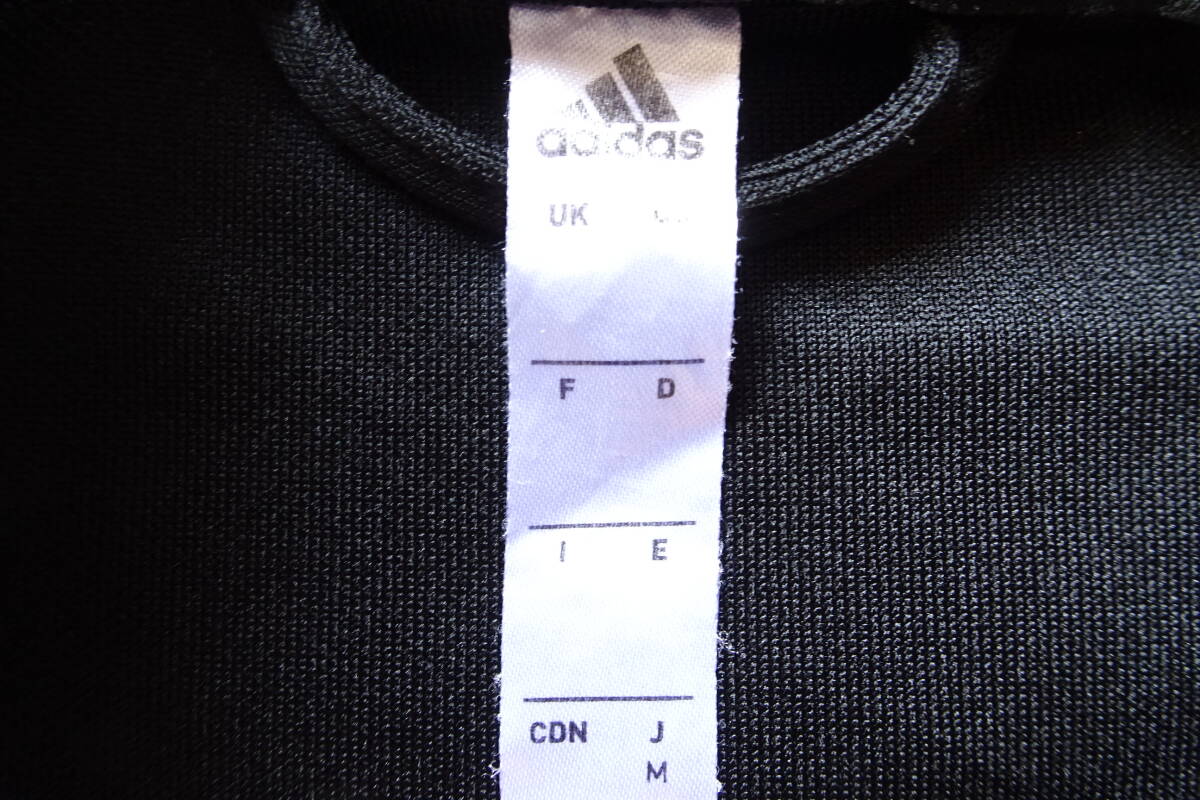 adidas
UK
F D
I E
CDN J
M